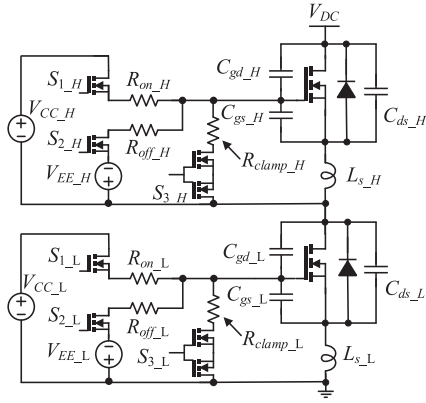 V_DC
S_1_H
R_on_H
C_gd_H
V_CC_H
C_gs_H
C_ds_H
S_2_H
R_off_H
V_EE_H
R_clamp_H
S_3_H
L_s_H
S_1_L
R_on_L
C_gd_L
V_CC_L
C_gs_L
C_ds_L
S_2_L
R_off_L
V_EE_L
R_clamp_L
S_3_L
L_s_L